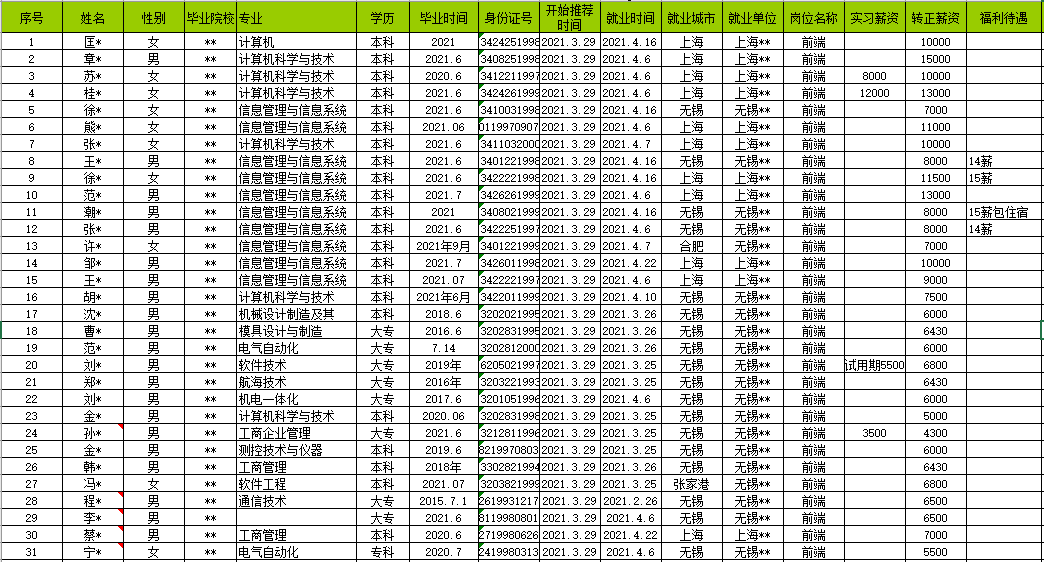 序号 姓名 性别 毕业院校 专业 学历 毕业时间 身份证号 开始推荐时间 就业时间 就业城市 就业单位 岗位名称 实习薪资 转正薪资 福利待遇
1 匡* 女 ** 计算机 本科 2021 3424251998 2021.3.29 2021.4.16 上海 上海** 前端 10000
2 章* 男 ** 计算机科学与技术 本科 2021.6 3408251998 2021.3.29 2021.4.6 上海 上海** 前端 15000
3 苏* 女 ** 计算机科学与技术 本科 2020.6 3412211997 2021.3.29 2021.4.6 上海 上海** 前端 8000 10000
4 桂* 女 ** 计算机科学与技术 本科 2021.6 3424261999 2021.3.29 2021.4.6 上海 上海** 前端 12000 13000
5 徐* 女 ** 信息管理与信息系统 本科 2021.6 3410031998 2021.3.29 2021.4.16 无锡 无锡** 前端 7000
6 熊* 女 ** 信息管理与信息系统 本科 2021.06 0119970907 2021.3.29 2021.4.6 上海 上海** 前端 11000
7 张* 女 ** 计算机科学与技术 本科 2021.6 3411032000 2021.3.29 2021.4.7 上海 上海** 前端 10000
8 王* 男 ** 信息管理与信息系统 本科 2021.6 3401221998 2021.3.29 2021.4.16 无锡 无锡** 前端 8000 14薪
9 徐* 女 ** 信息管理与信息系统 本科 2021.6 3422221998 2021.3.29 2021.4.16 上海 上海** 前端 11500 15薪
10 范* 男 ** 信息管理与信息系统 本科 2021.7 3426261999 2021.3.29 2021.4.6 上海 上海** 前端 13000
11 潮* 男 ** 信息管理与信息系统 本科 2021 3408021999 2021.3.29 2021.4.16 无锡 无锡** 前端 8000 15薪包住宿
12 张* 男 ** 信息管理与信息系统 本科 2021.6 3422251997 2021.3.29 2021.4.6 无锡 无锡** 前端 8000 14薪
13 许* 女 ** 信息管理与信息系统 本科 2021年9月 3401221999 2021.3.29 2021.4.7 合肥 无锡** 前端 7000
14 邹* 男 ** 信息管理与信息系统 本科 2021.7 3426011998 2021.3.29 2021.4.22 上海 上海** 前端 10000
15 王* 男 ** 信息管理与信息系统 本科 2021.07 3422221997 2021.3.29 2021.4.6 上海 上海** 前端 9000
16 胡* 男 ** 计算机科学与技术 本科 2021年6月 3422011999 2021.3.29 2021.4.10 无锡 无锡** 前端 7500
17 沈* 男 ** 机械设计制造及其 本科 2018.6 3202021995 2021.3.29 2021.3.26 无锡 无锡** 前端 6000
18 曹* 男 ** 模具设计与制造 大专 2016.6 3202831995 2021.3.29 2021.3.26 无锡 无锡** 前端 6430
19 范* 男 ** 电气自动化 大专 7.14 3202812000 2021.3.29 2021.3.26 无锡 无锡** 前端 6000
20 刘* 男 ** 软件技术 大专 2019年 6205021997 2021.3.29 2021.3.25 无锡 无锡** 前端 试用期5500 6800
21 郑* 男 ** 航海技术 大专 2016年 3203221993 2021.3.29 2021.3.25 无锡 无锡** 前端 6430
22 刘* 男 ** 机电一体化 大专 2017.6 3201051996 2021.3.29 2021.4.6 无锡 无锡** 前端 6000
23 金* 男 ** 计算机科学与技术 本科 2020.06 3202831998 2021.3.29 2021.3.25 无锡 无锡** 前端 5000
24 孙* 男 ** 工商企业管理 大专 2021.6 3212811996 2021.3.29 2021.3.25 无锡 无锡** 前端 3500 4300
25 金* 男 ** 测控技术与仪器 本科 2019.6 8219970803 2021.3.29 2021.3.25 无锡 无锡** 前端 6000
26 韩* 男 ** 工商管理 本科 2018年 3302821994 2021.3.29 2021.3.26 无锡 无锡** 前端 6430
27 冯* 女 ** 软件工程 本科 2021.07 3203821999 2021.3.29 2021.3.25 张家港 无锡** 前端 6800
28 程* 男 ** 通信技术 大专 2015.7.1 2619931217 2021.3.29 2021.2.26 无锡 无锡** 前端 6500
29 李* 男 ** 大专 2021.6 8119980801 2021.3.29 2021.4.6 无锡 无锡** 前端 6500
30 蔡* 男 ** 工商管理 本科 2020.6 2719980626 2021.3.29 2021.4.22 上海 无锡** 前端 7000
31 宁* 女 ** 电气自动化 专科 2020.7 2419980313 2021.3.29 2021.4.6 无锡 无锡** 前端 5500